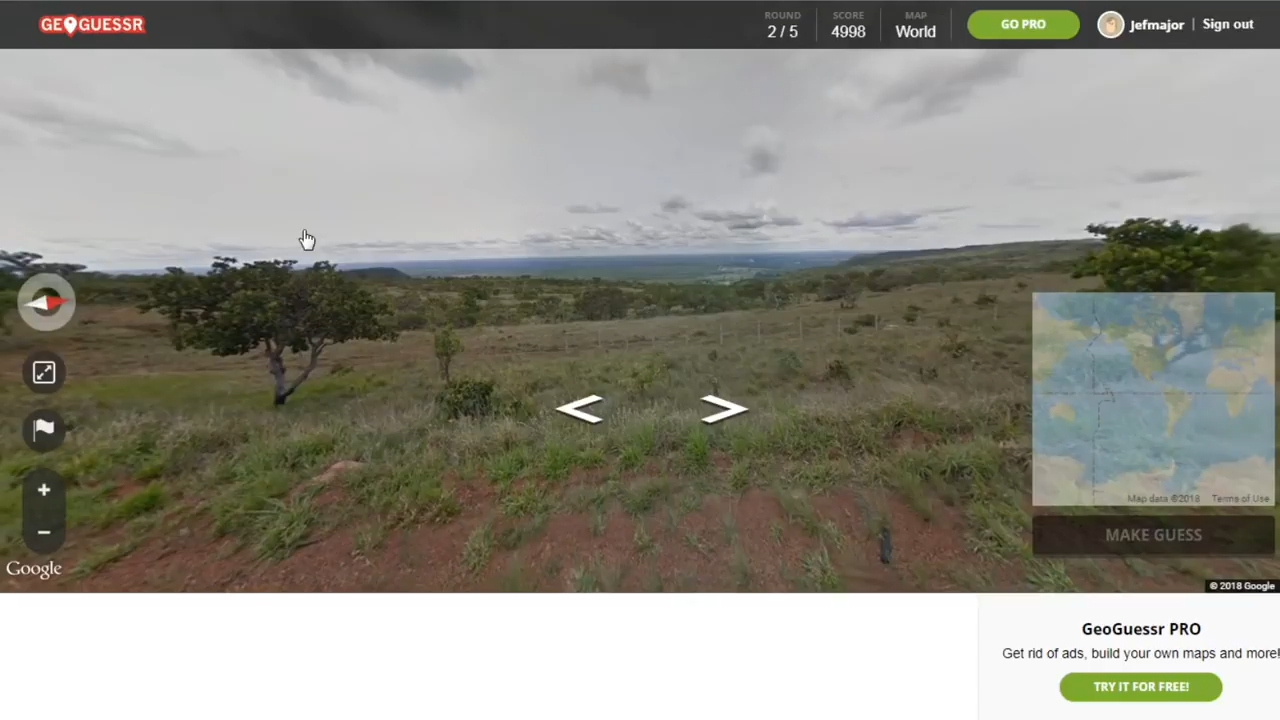 GEOGUESSR
ROUND
2 / 5
SCORE
4998
MAP
World
GO PRO
Jefmajor | Sign out
Map data ©2018 Terms of Use
MAKE GUESS
Google
© 2018 Google
GeoGuessr PRO
Get rid of ads, build your own maps and more!
TRY IT FOR FREE!